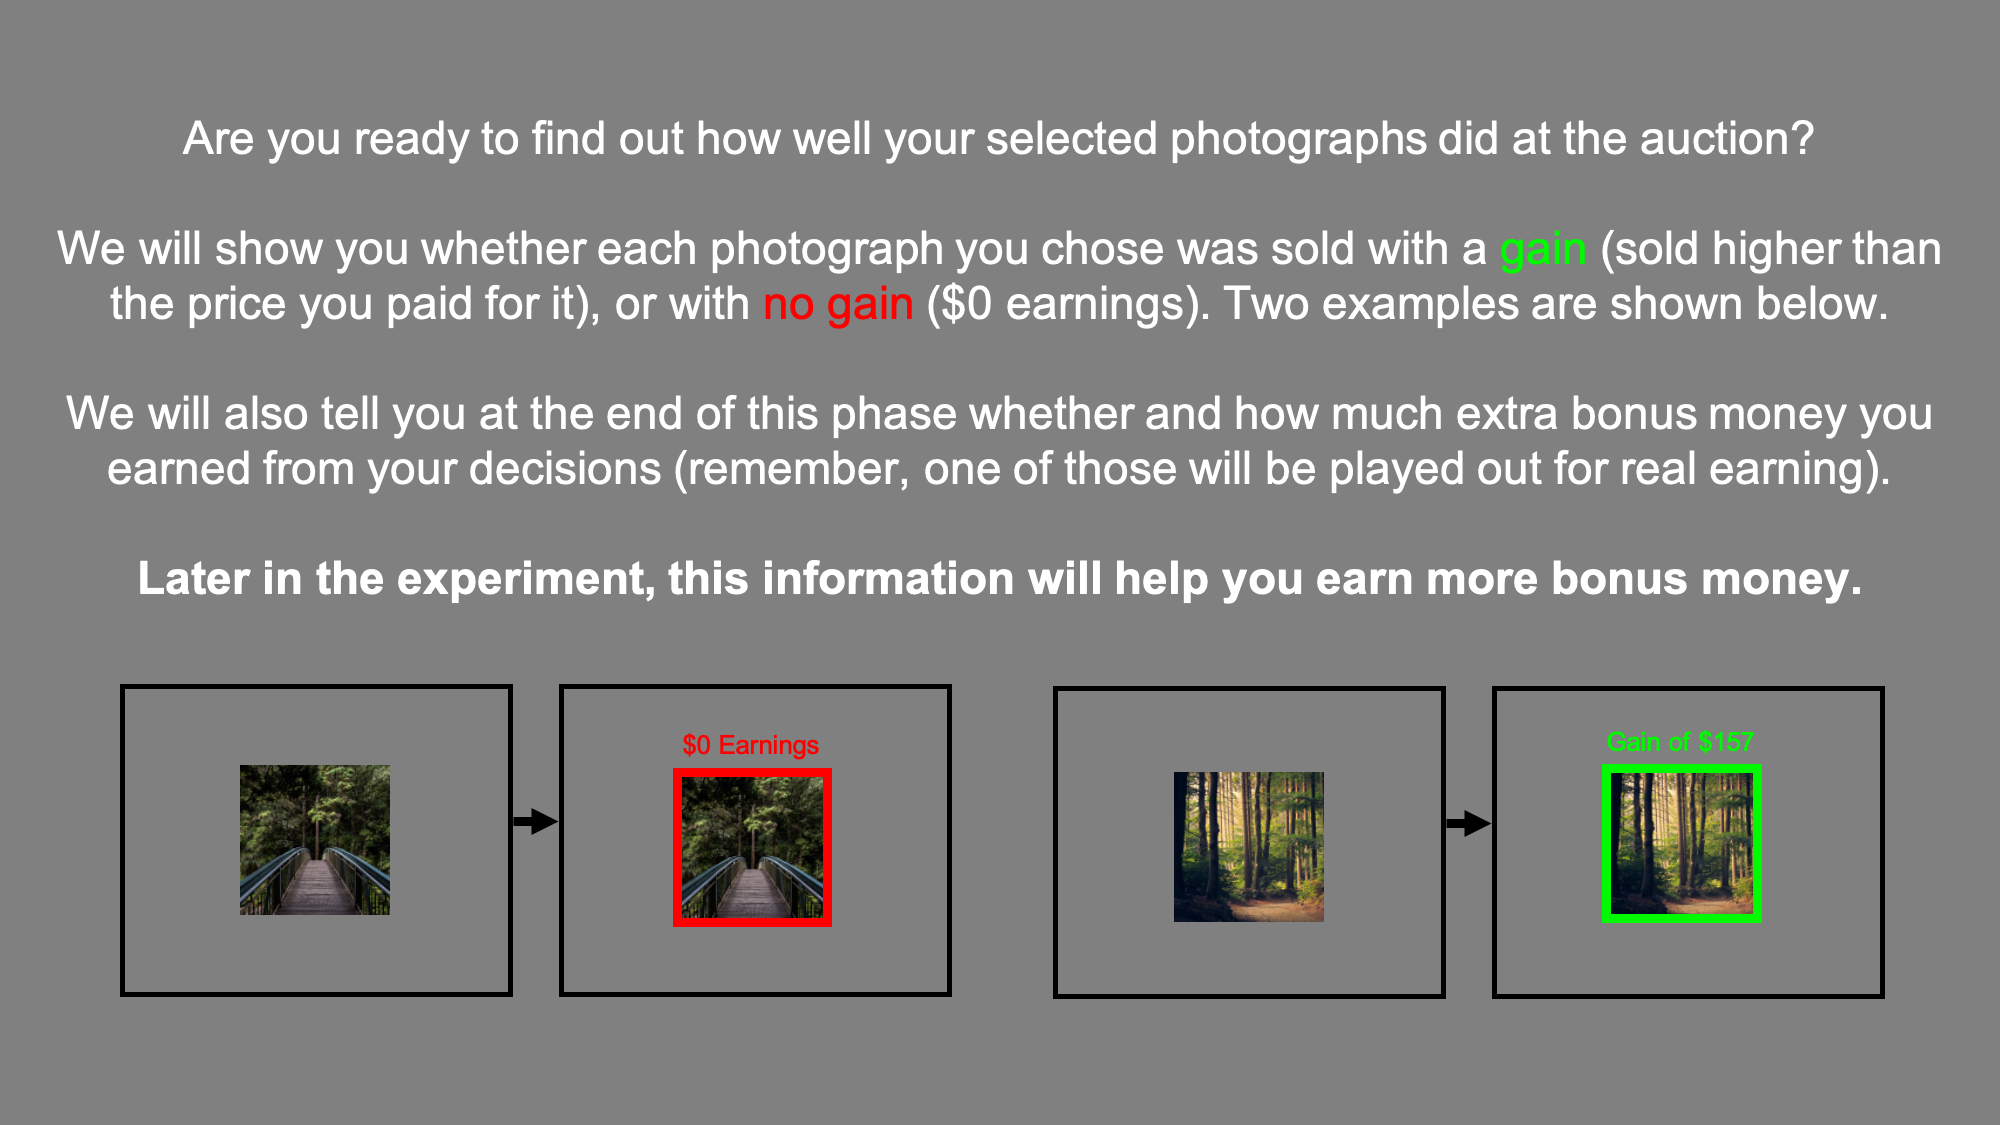 Are you ready to find out how well your selected photographs did at the auction?
We will show you whether each photograph you chose was sold with a gain (sold higher than
the price you paid for it), or with no gain ($0 earnings). Two examples are shown below.
We will also tell you at the end of this phase whether and how much extra bonus money you
earned from your decisions (remember, one of those will be played out for real earning).
Later in the experiment, this information will help you earn more bonus money.
$0 Earnings
Gain of $157